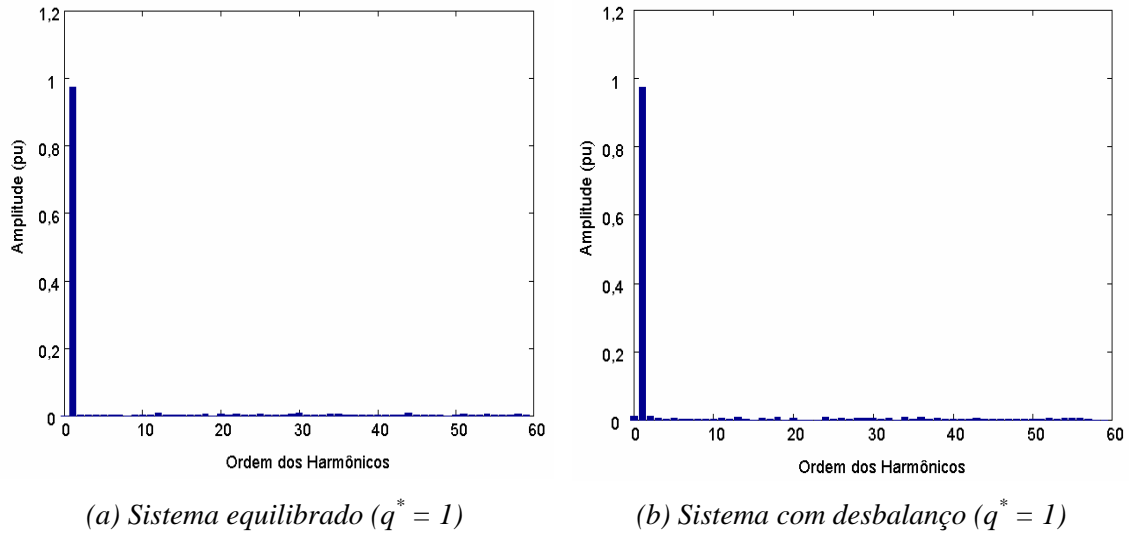 1,2
1
0,8
0,6
0,4
0,2
0
Amplitude (pu)
0 10 20 30 40 50 60
Ordem dos Harmônicos
(a) Sistema equilibrado (q* = 1)
1,2
1
0,8
0,6
0,4
0,2
0
Amplitude (pu)
0 10 20 30 40 50 60
Ordem dos Harmônicos
(b) Sistema com desbalanço (q* = 1)